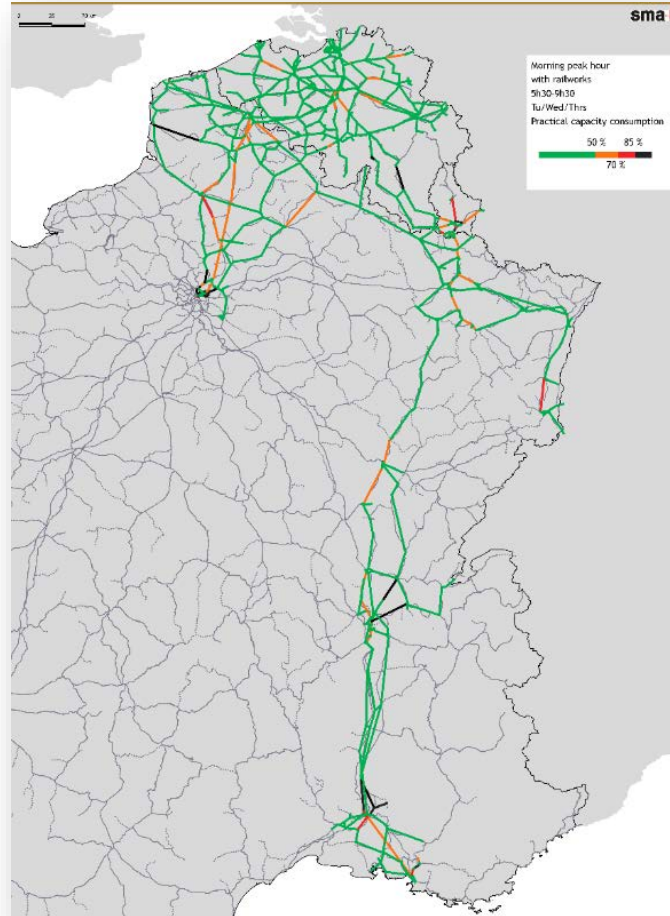 sma
Morning peak hour
with railworks
5h30-9h30
Tu/Wed/Thrs
Practical capacity consumption
50 % 85 %
70 %